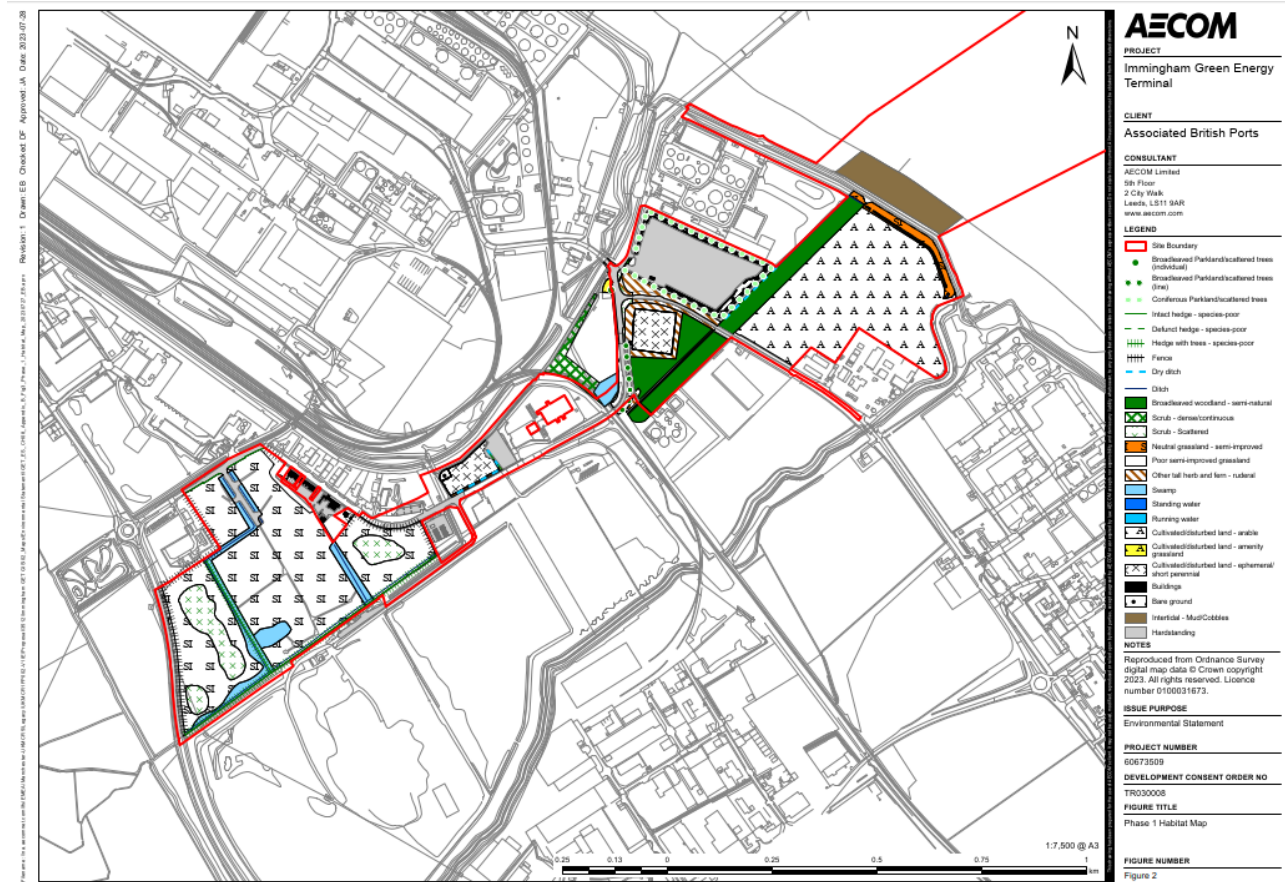 AECOM
PROJECT
Immingham Green Energy
Terminal
CLIENT
Associated British Ports
CONSULTANT
AECOM Limited
5th Floor
2 City Walk
Leeds, LS11 9AR
www.aecom.com
LEGEND
Site Boundary
Broadleaved Parkland/scattered trees
(individual)
Broadleaved Parkland/scattered trees
(line)
Coniferous Parkland/scattered trees
Intact hedge - species-poor
Defunct hedge - species-poor
Hedge with trees - species-poor
Fence
Dry ditch
Ditch
Broadleaved woodland - semi-natural
Scrub - dense/continuous
Scrub - Scattered
Neutral grassland - semi-improved
Poor semi-improved grassland
Other tall herb and fern - ruderal
Swamp
Standing water
Running water
Cultivated/disturbed land - arable
Cultivated/disturbed land - amenity
grassland
Cultivated/disturbed land - ephemeral/
short perennial
Buildings
Bare ground
Intertidal - Mud/Cobbles
Hardstanding
NOTES
Reproduced from Ordnance Survey
digital map data © Crown copyright
2023. All rights reserved. Licence
number 0100031673.
ISSUE PURPOSE
Environmental Statement
PROJECT NUMBER
60673509
DEVELOPMENT CONSENT ORDER NO
TR030008
FIGURE TITLE
Phase 1 Habitat Map
FIGURE NUMBER
Figure 2
N
1:7,500 @ A3
0.25 0.13 0 0.25 0.5 0.75 1
km
Revision: 1 Drawn: EB Checked: DF Approved: JA Date: 2023-07-28